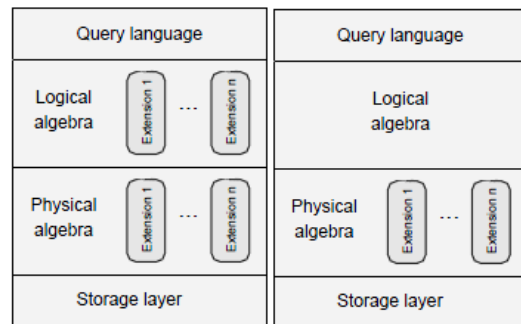 Query language
Logical
algebra
Extension 1
...
Extension n
Physical
algebra
Extension 1
...
Extension n
Storage layer
Query language
Logical
algebra
Physical
algebra
Extension 1
...
Extension n
Storage layer